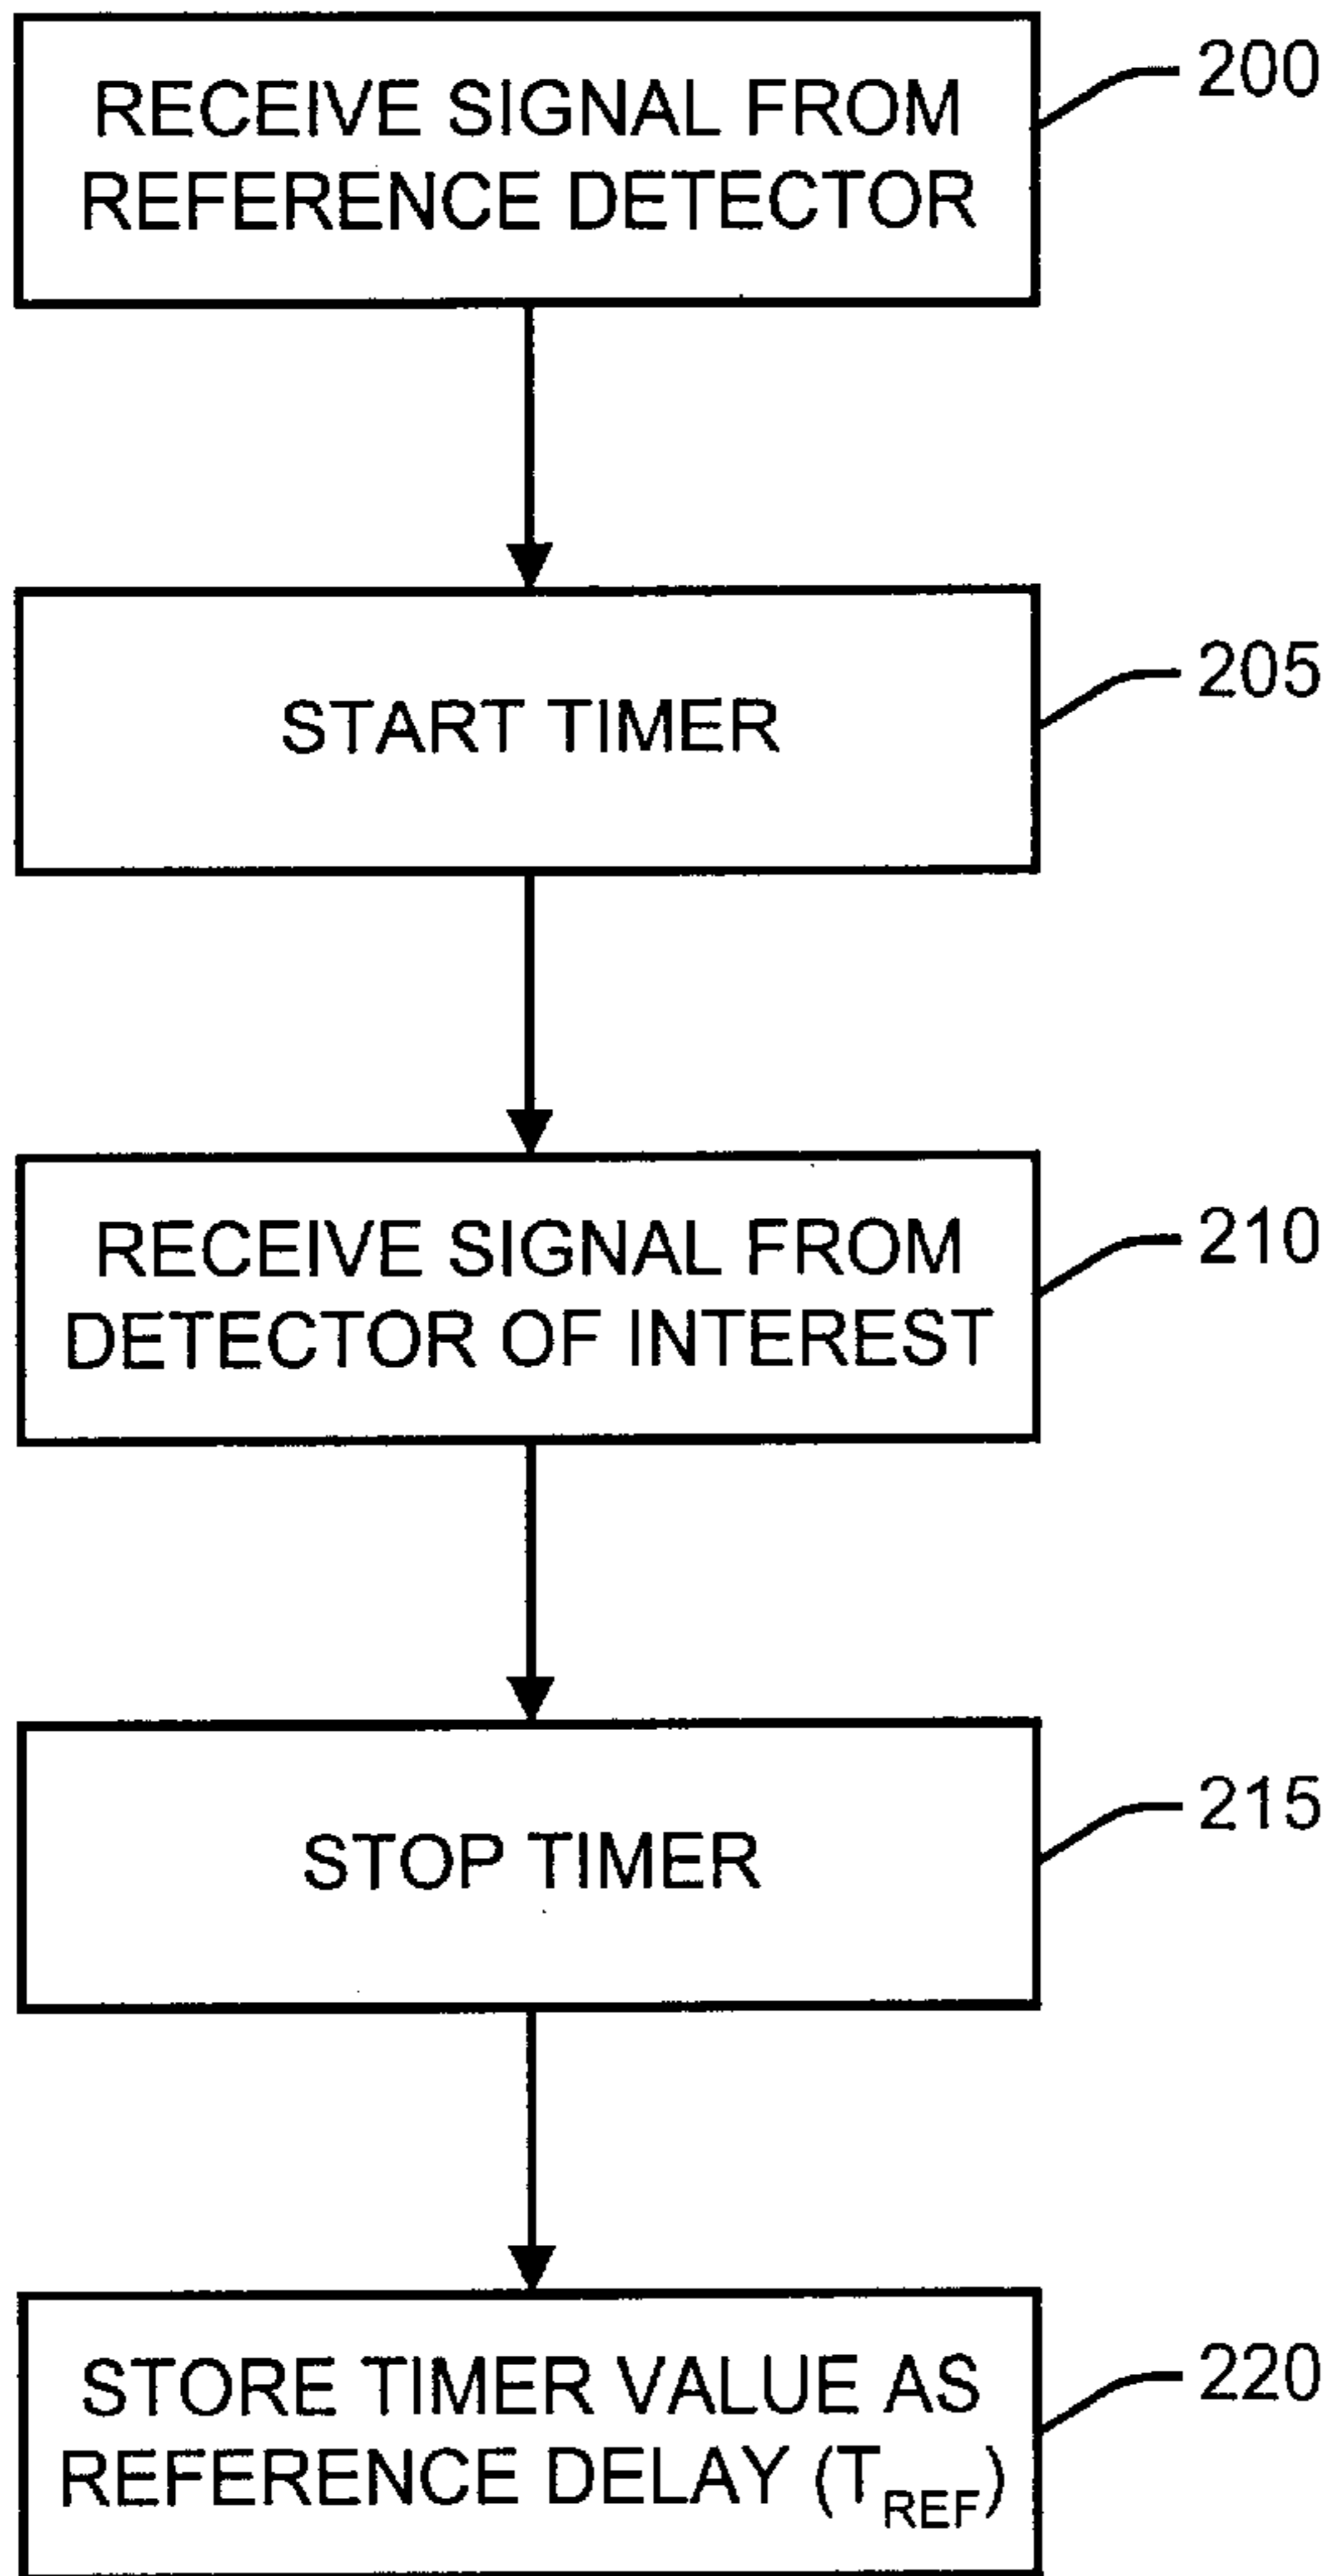 RECEIVE SIGNAL FROM
REFERENCE DETECTOR
200
START TIMER
205
RECEIVE SIGNAL FROM
DETECTOR OF INTEREST
210
STOP TIMER
215
STORE TIMER VALUE AS
REFERENCE DELAY (T_REF)
220